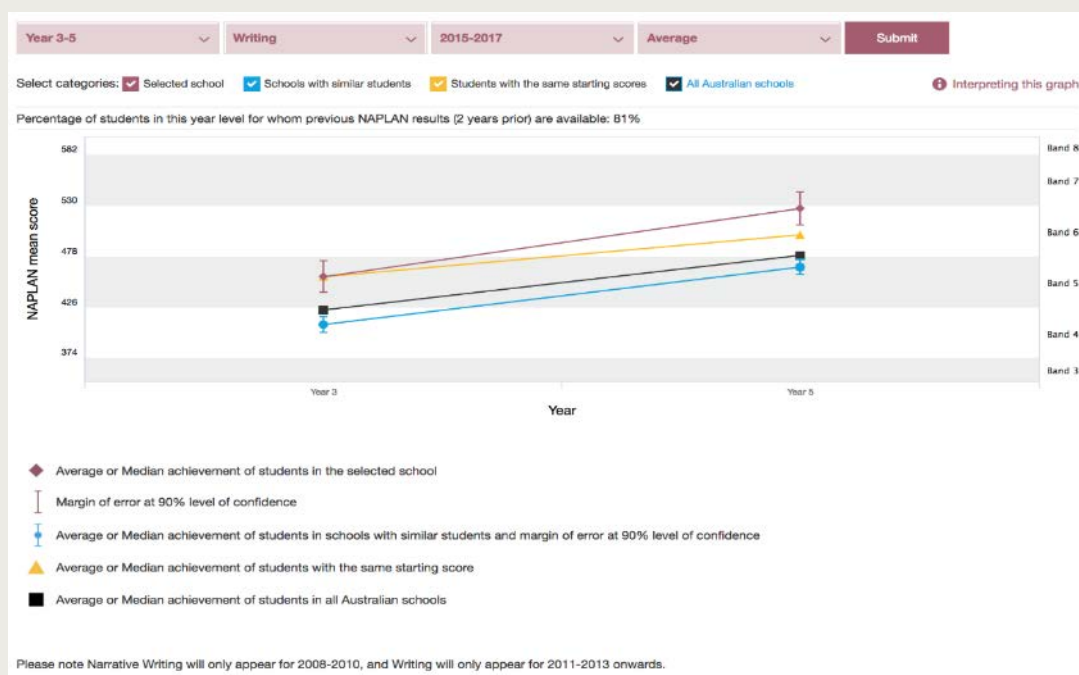 Year 3-5 Writing 2015-2017 Average Submit
Select categories: Selected school Schools with similar students Students with the same starting scores All Australian schools Interpreting this graph
Percentage of students in this year level for whom previous NAPLAN results (2 years prior) are available: 81%
582 Band 8
Band 7
530
Band 6
478
Band 5
426
Band 4
374
Band 3
NAPLAN mean score
Year 3 Year 5
Year
Average or Median achievement of students in the selected school
Margin of error at 90% level of confidence
Average or Median achievement of students in schools with similar students and margin of error at 90% level of confidence
Average or Median achievement of students with the same starting score
Average or Median achievement of students in all Australian schools
Please note Narrative Writing will only appear for 2008-2010, and Writing will only appear for 2011-2013 onwards.